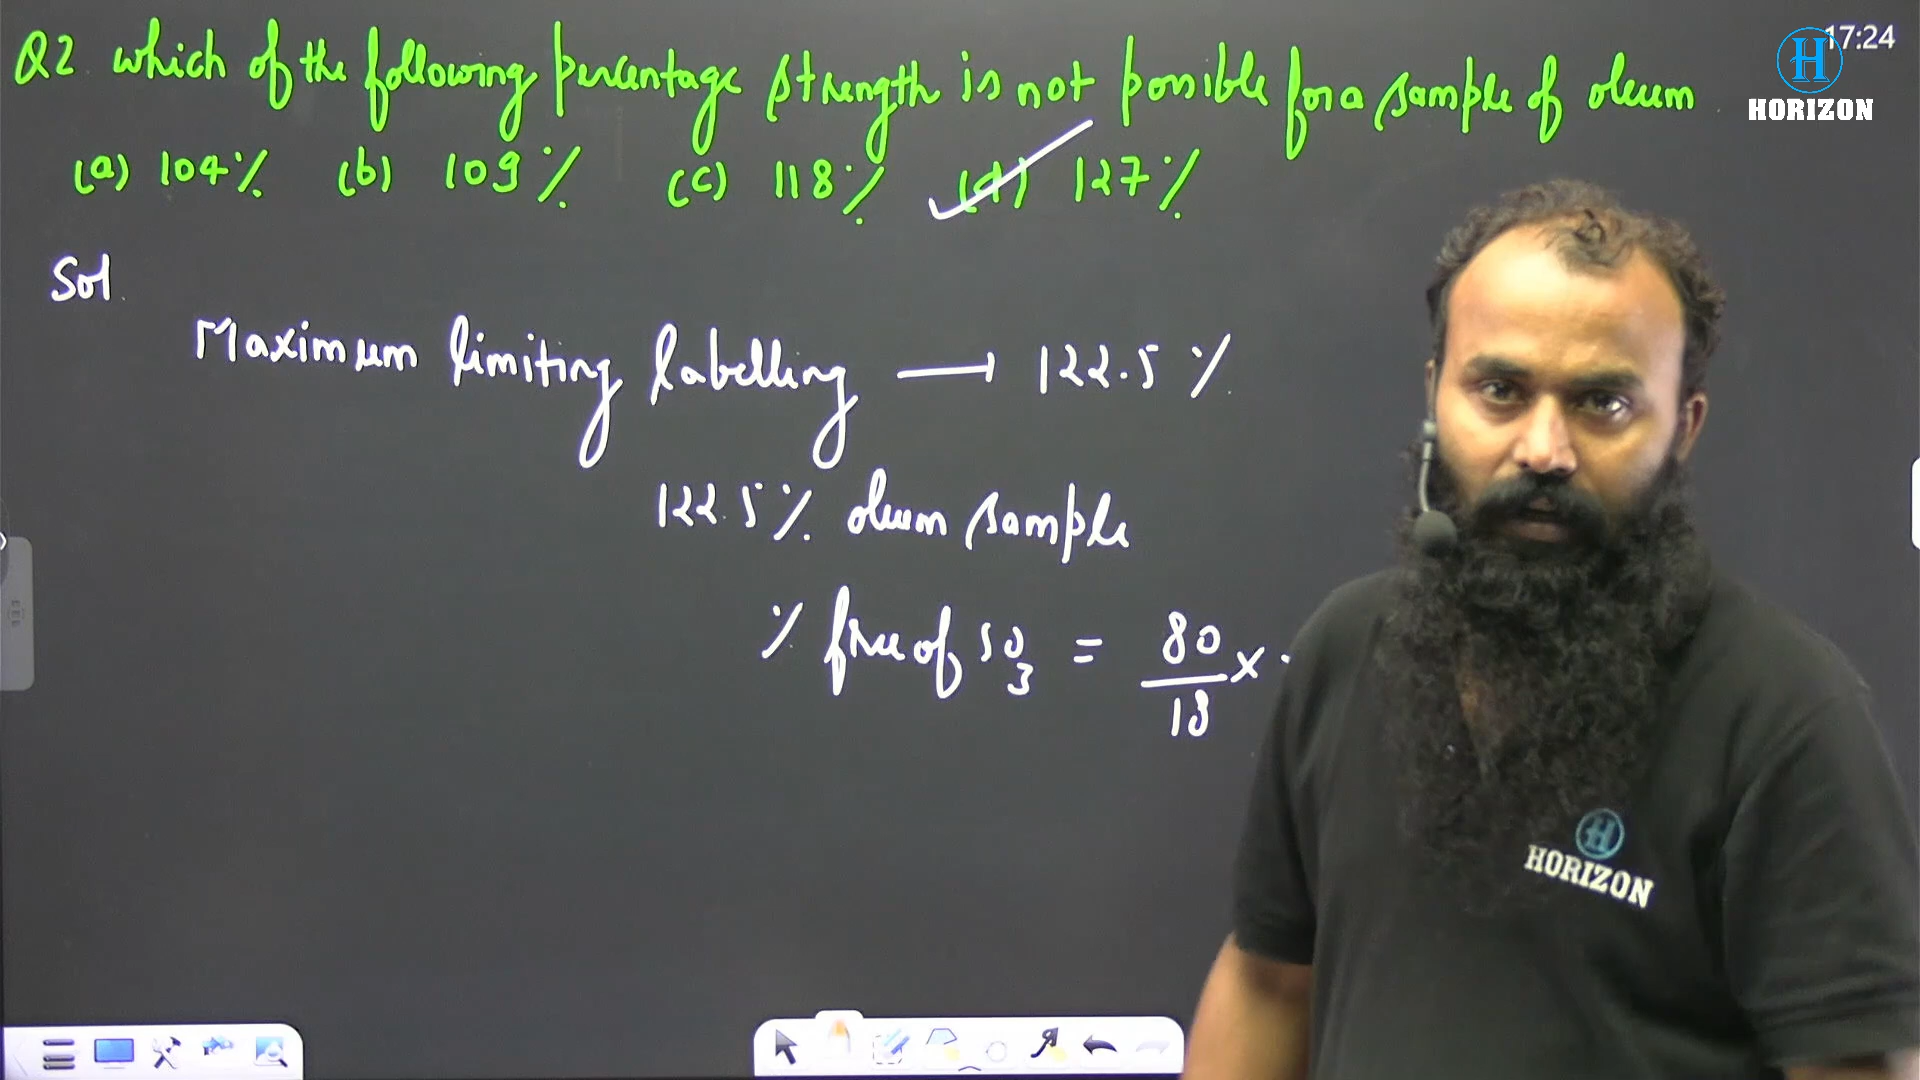 Q2 which of the following percentage strength is not possible for a sample of oleum
(a) 104% (b) 109% (c) 118% (d) 127%
Sol.
Maximum limiting labelling → 122.5 %
122.5% oleum sample
% free of SO3 = 80/18 ×
17:24
H
HORIZON
H
HORIZON